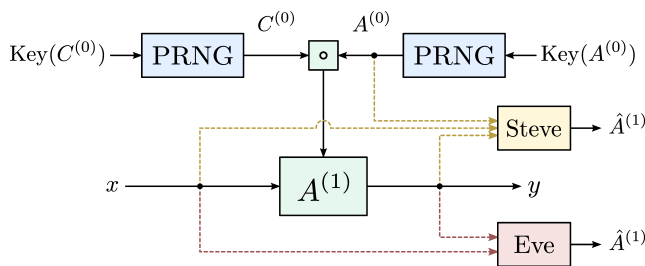 C⁽⁰⁾ A⁽⁰⁾
Key(C⁽⁰⁾) PRNG ∘ PRNG Key(A⁽⁰⁾)
Steve Â⁽¹⁾
x A⁽¹⁾ y
Eve Â⁽¹⁾